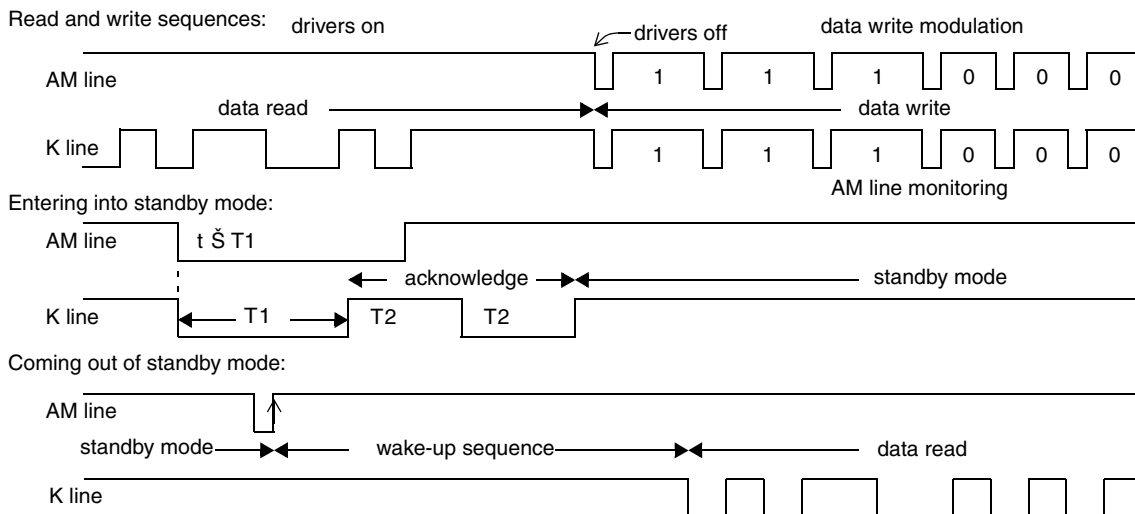 Read and write sequences: drivers on drivers off data write modulation
AM line 1 1 1 0 0 0
data read data write
K line 1 1 1 0 0 0
AM line monitoring
Entering into standby mode:
AM line t Š T1
acknowledge standby mode
K line T1 T2 T2
Coming out of standby mode:
AM line
standby mode wake-up sequence data read
K line